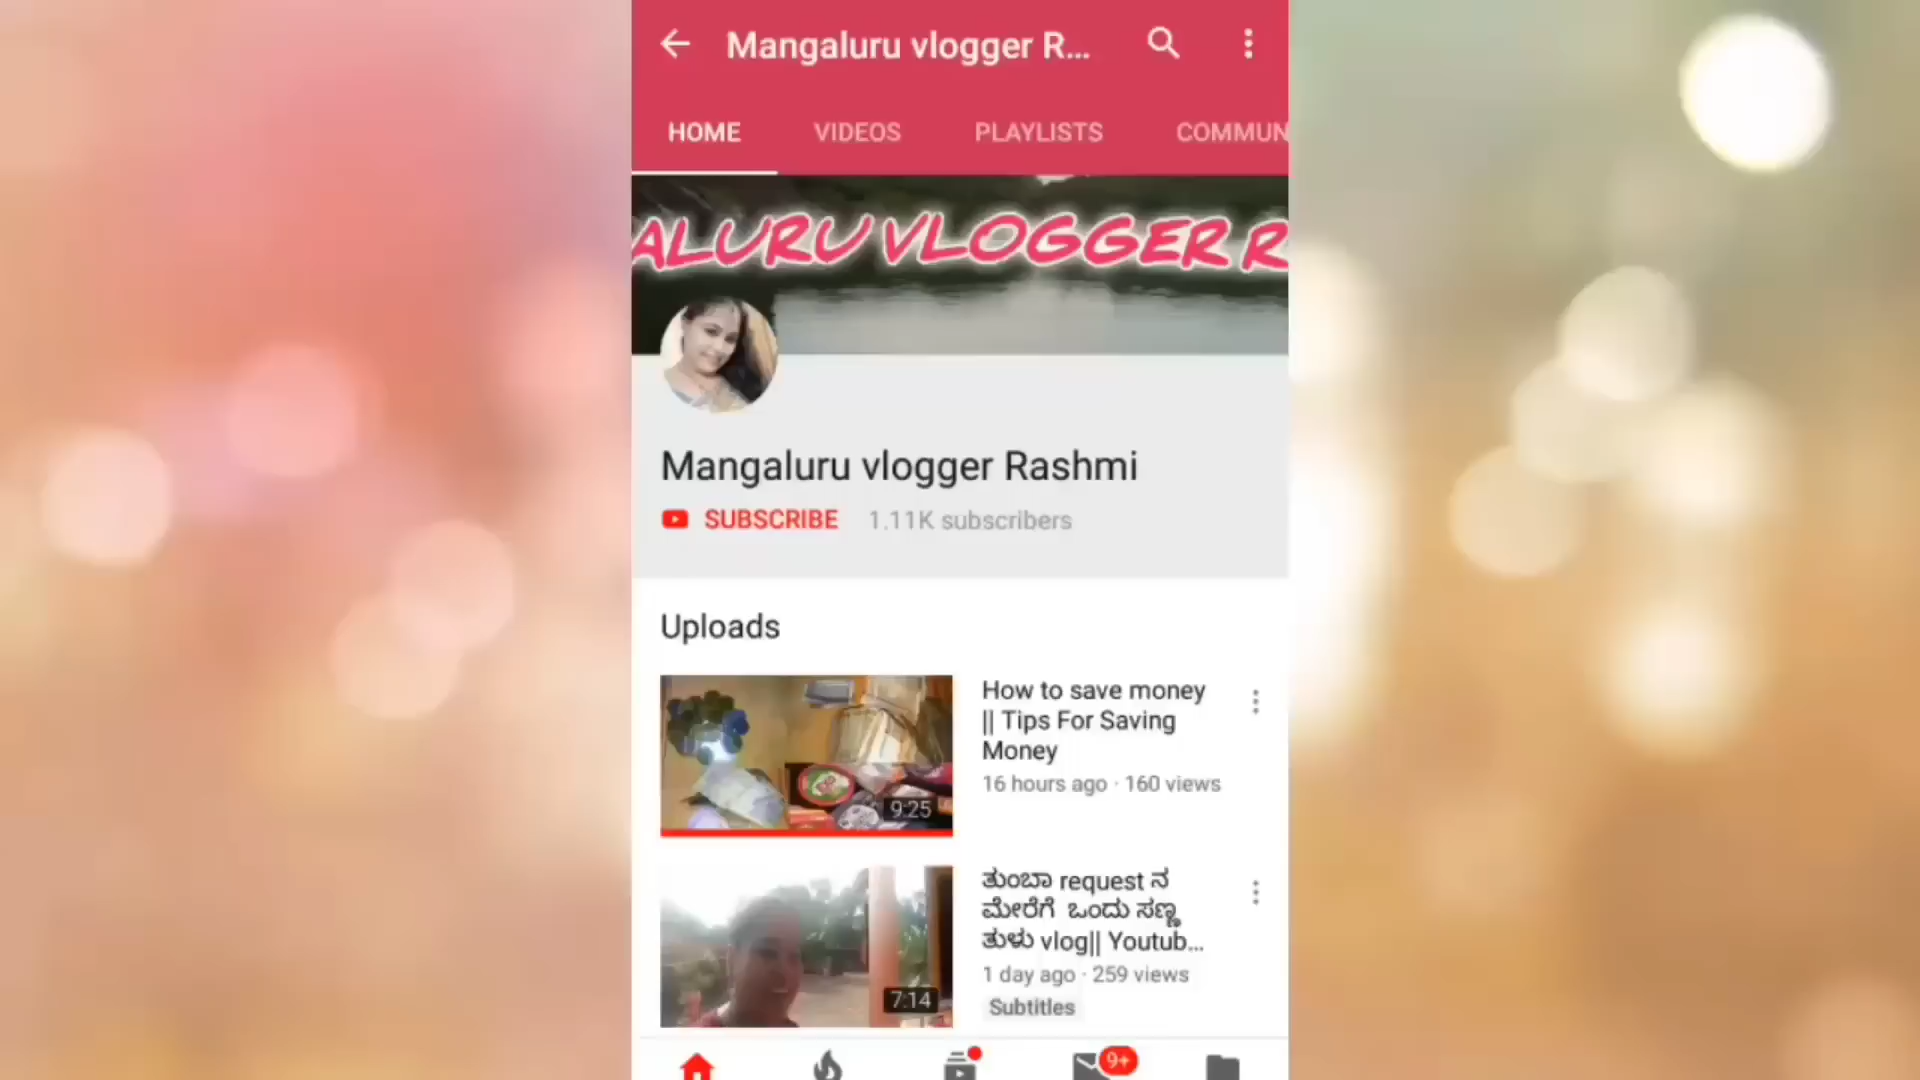 Mangaluru vlogger R...
HOME VIDEOS PLAYLISTS COMMUN
ALURU VLOGGER R
Mangaluru vlogger Rashmi
SUBSCRIBE 1.11K subscribers
Uploads
How to save money
|| Tips For Saving
Money
16 hours ago · 160 views
9:25
ತುಂಬಾ request ನ
ಮೇರೆಗೆ ಒಂದು ಸಣ್ಣ
ತುಳು vlog|| Youtub...
1 day ago · 259 views
7:14
Subtitles
9+